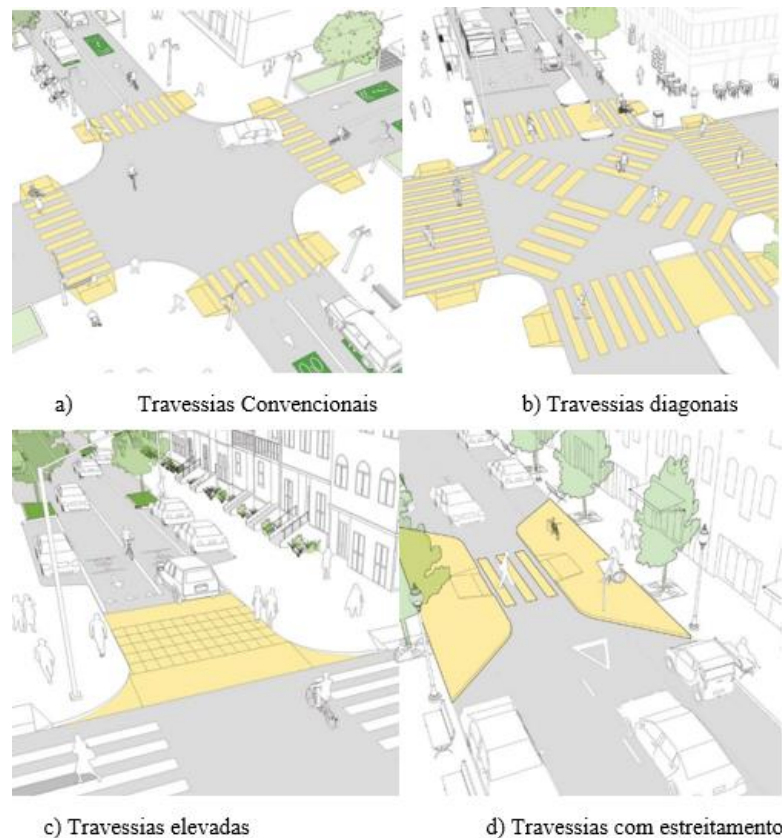 a) Travessias Convencionais
b) Travessias diagonais
c) Travessias elevadas
d) Travessias com estreitamento